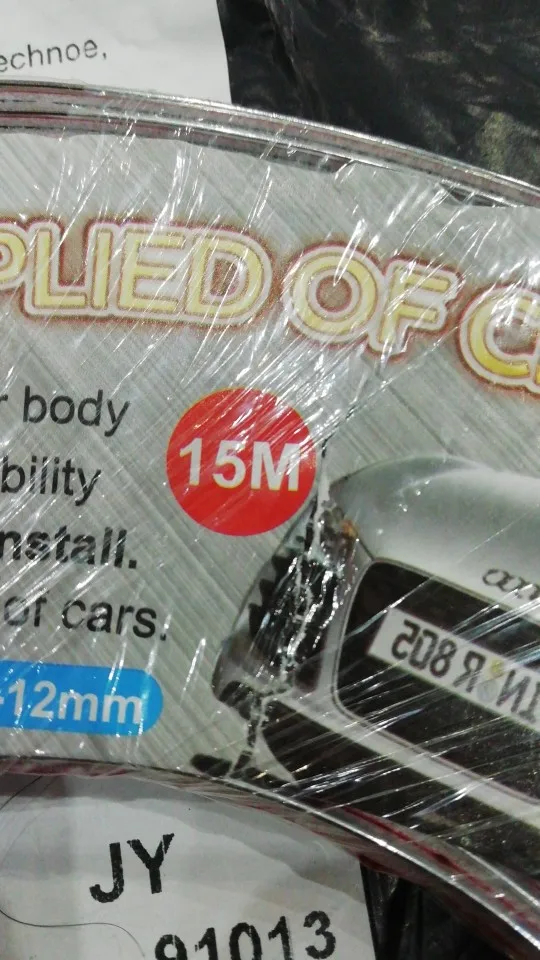 echnoe,
PLIED OF C
r body
15M
bility
nstall.
of cars.
-12mm
JY
91013